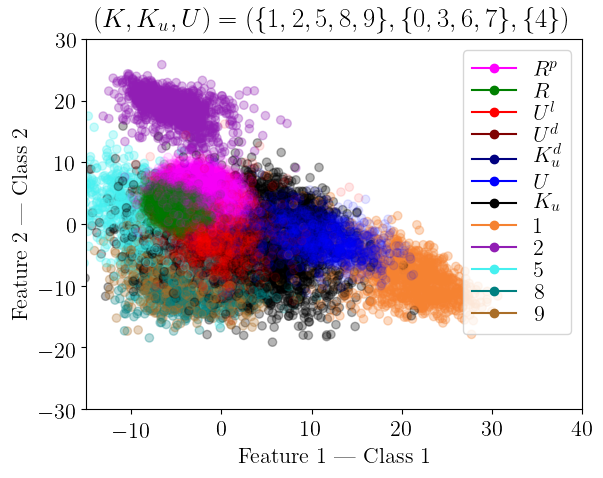 (K, K_u, U) = ({1, 2, 5, 8, 9}, {0, 3, 6, 7}, {4})
30
20
10
0
−10
−20
−30
Feature 2 — Class 2
R^p
R
U^l
U^d
K_u^d
U
K_u
1
2
5
8
9
−10
0
10
20
30
40
Feature 1 — Class 1